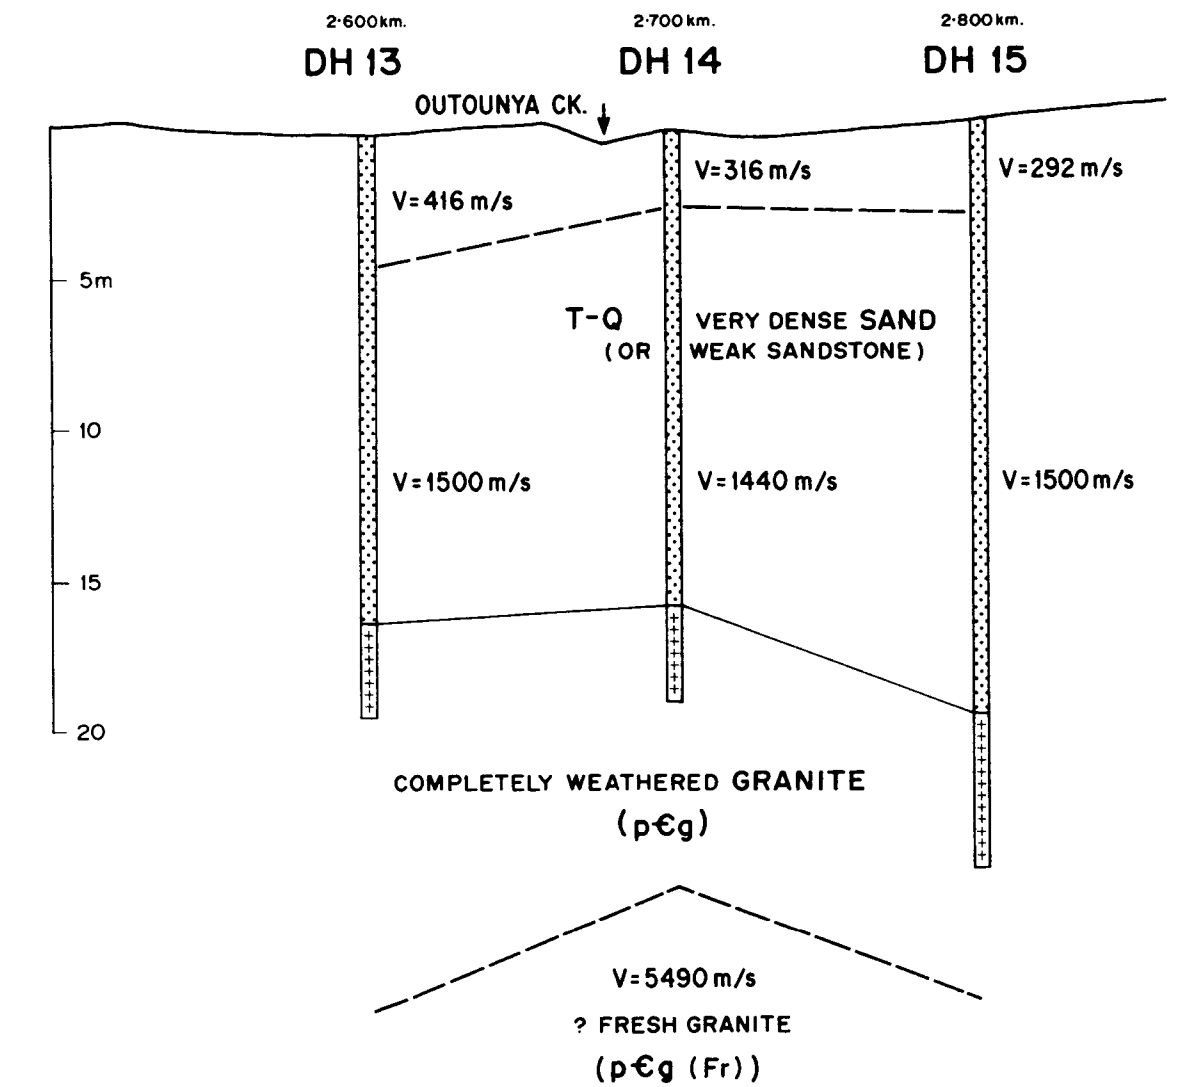 2·600km. 2·700km. 2·800km.
DH 13 DH 14 DH 15
OUTOUNYA CK.
V=416 m/s V=316 m/s V=292 m/s
5m
T-Q VERY DENSE SAND
(OR WEAK SANDSTONE)
10
V=1500 m/s V=1440 m/s V=1500 m/s
15
20
COMPLETELY WEATHERED GRANITE
(p€g)
V=5490 m/s
? FRESH GRANITE
(p€g (Fr))